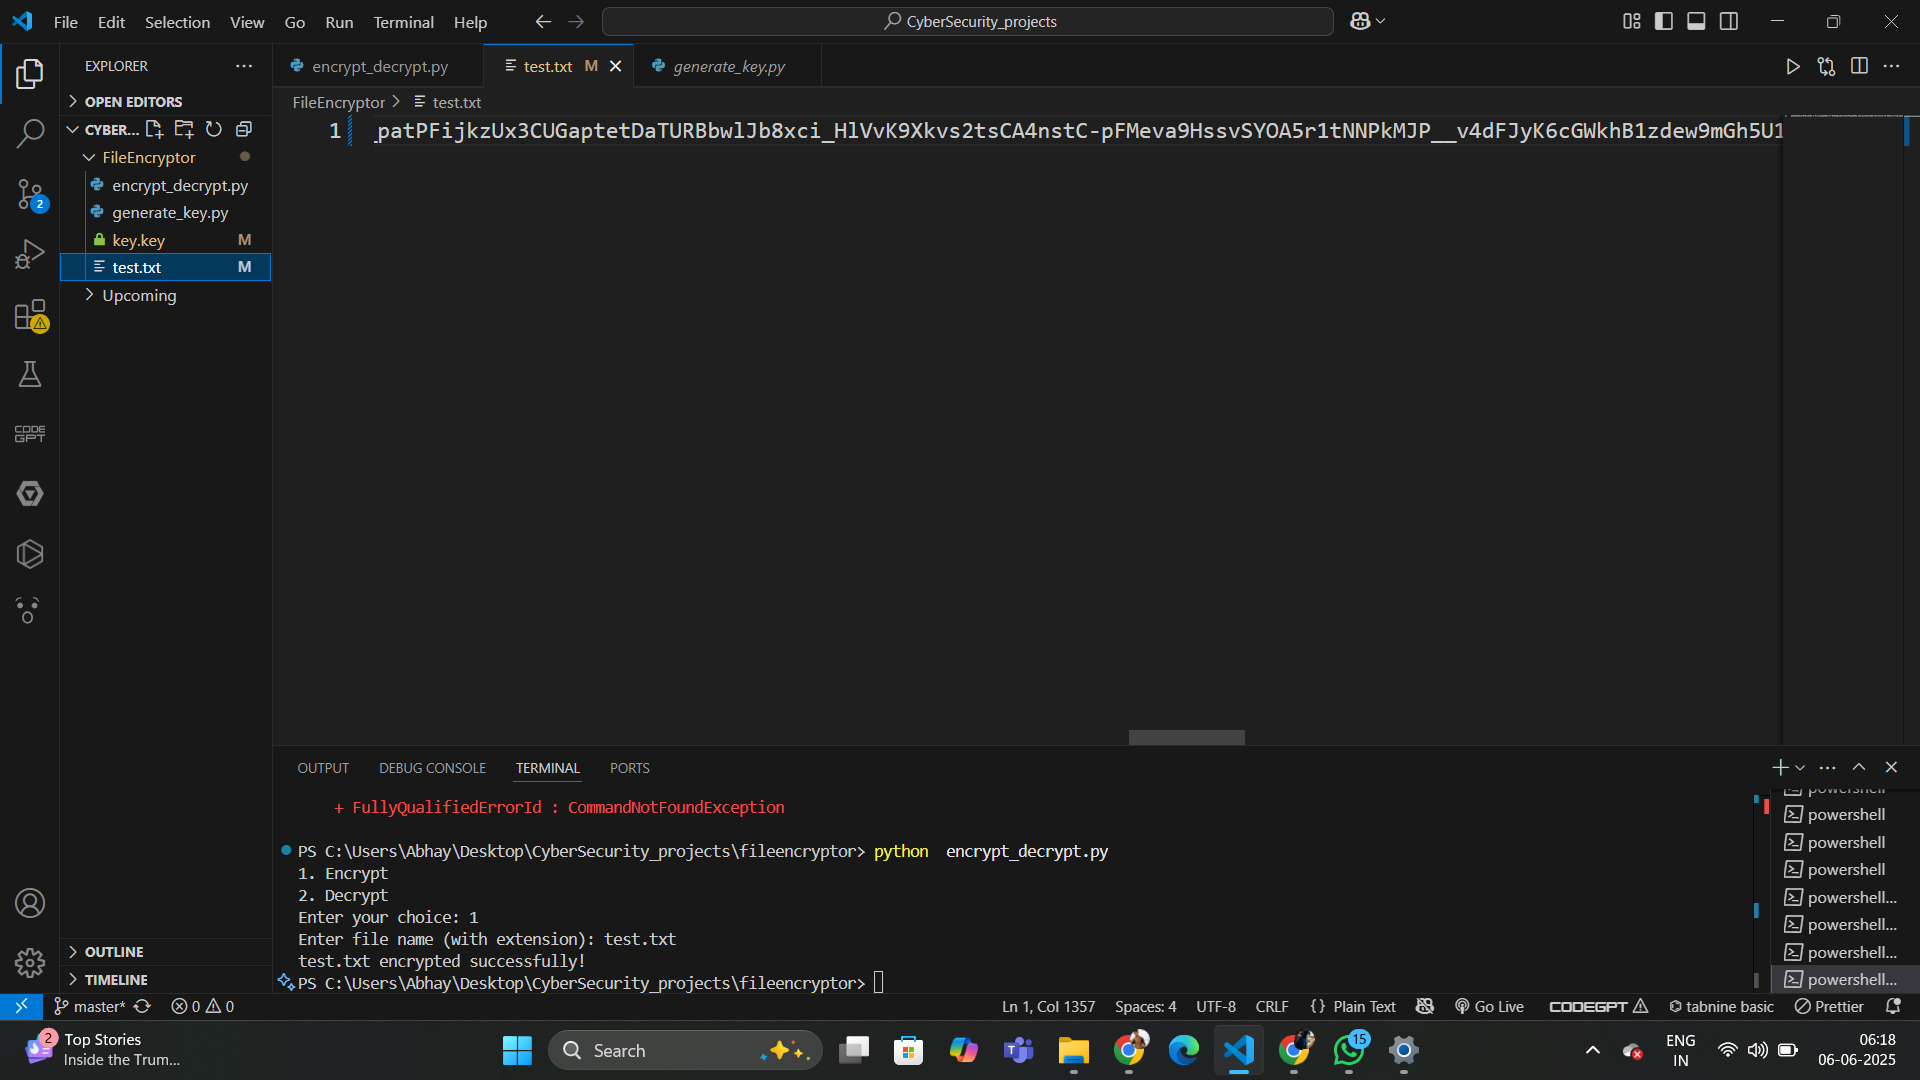 File Edit Selection View Go Run Terminal Help
CyberSecurity_projects
EXPLORER
OPEN EDITORS
CYBER...
FileEncryptor
encrypt_decrypt.py
generate_key.py
key.key M
test.txt M
Upcoming
2
CODE
GPT
OUTLINE
TIMELINE
encrypt_decrypt.py
test.txt M
generate_key.py
FileEncryptor > test.txt
1 _patPFijkzUx3CUGaptetDaTURBbwlJb8xci_HlVvK9Xkvs2tsCA4nstC-pFMeva9HssvSYOA5r1tNNPkMJP__v4dFJyK6cGWkhB1zdew9mGh5U1
OUTPUT DEBUG CONSOLE TERMINAL PORTS
+ FullyQualifiedErrorId : CommandNotFoundException
PS C:\Users\Abhay\Desktop\CyberSecurity_projects\fileencryptor> python  encrypt_decrypt.py
1. Encrypt
2. Decrypt
Enter your choice: 1
Enter file name (with extension): test.txt
test.txt encrypted successfully!
PS C:\Users\Abhay\Desktop\CyberSecurity_projects\fileencryptor>
powershell
powershell
powershell
powershell
powershell...
powershell...
powershell...
powershell...
master* 0 0
Ln 1, Col 1357 Spaces: 4 UTF-8 CRLF {} Plain Text Go Live CODEGPT tabnine basic Prettier
2
Top Stories
Inside the Trum...
Search
15
ENG
IN
06:18
06-06-2025